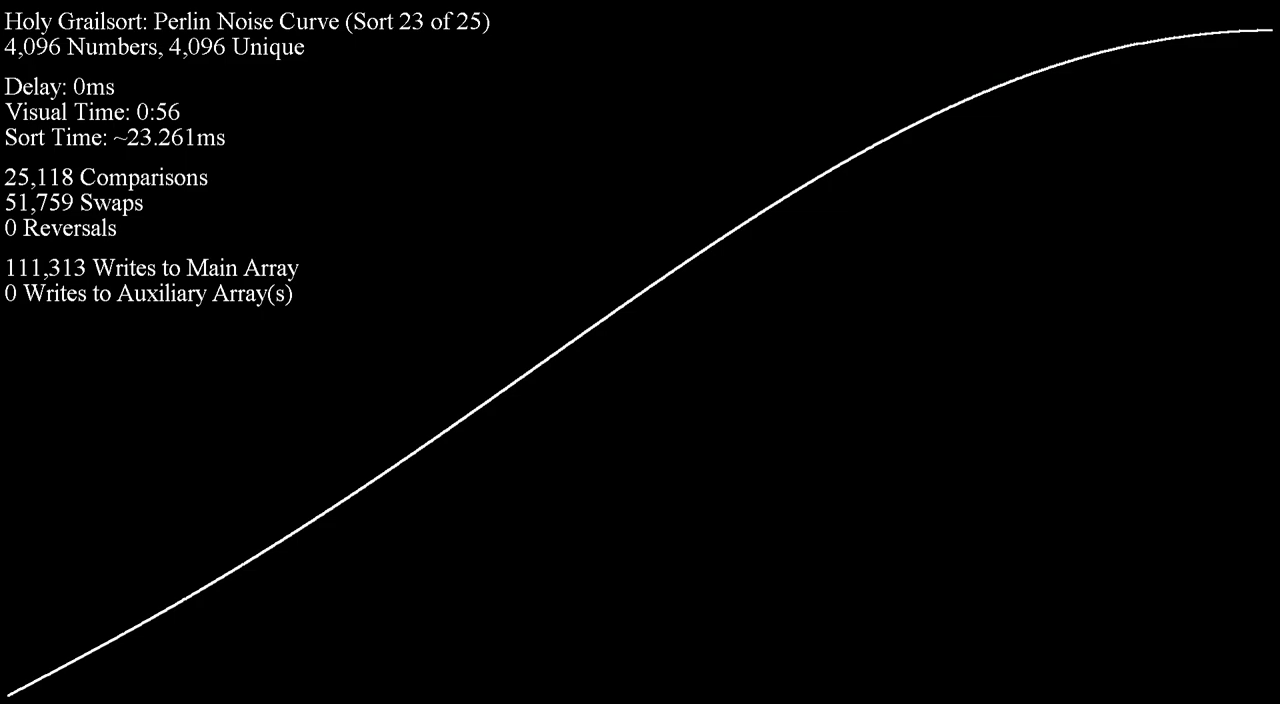 Holy Grailsort: Perlin Noise Curve (Sort 23 of 25)
4,096 Numbers, 4,096 Unique
Delay: 0ms
Visual Time: 0:56
Sort Time: ~23.261ms
25,118 Comparisons
51,759 Swaps
0 Reversals
111,313 Writes to Main Array
0 Writes to Auxiliary Array(s)